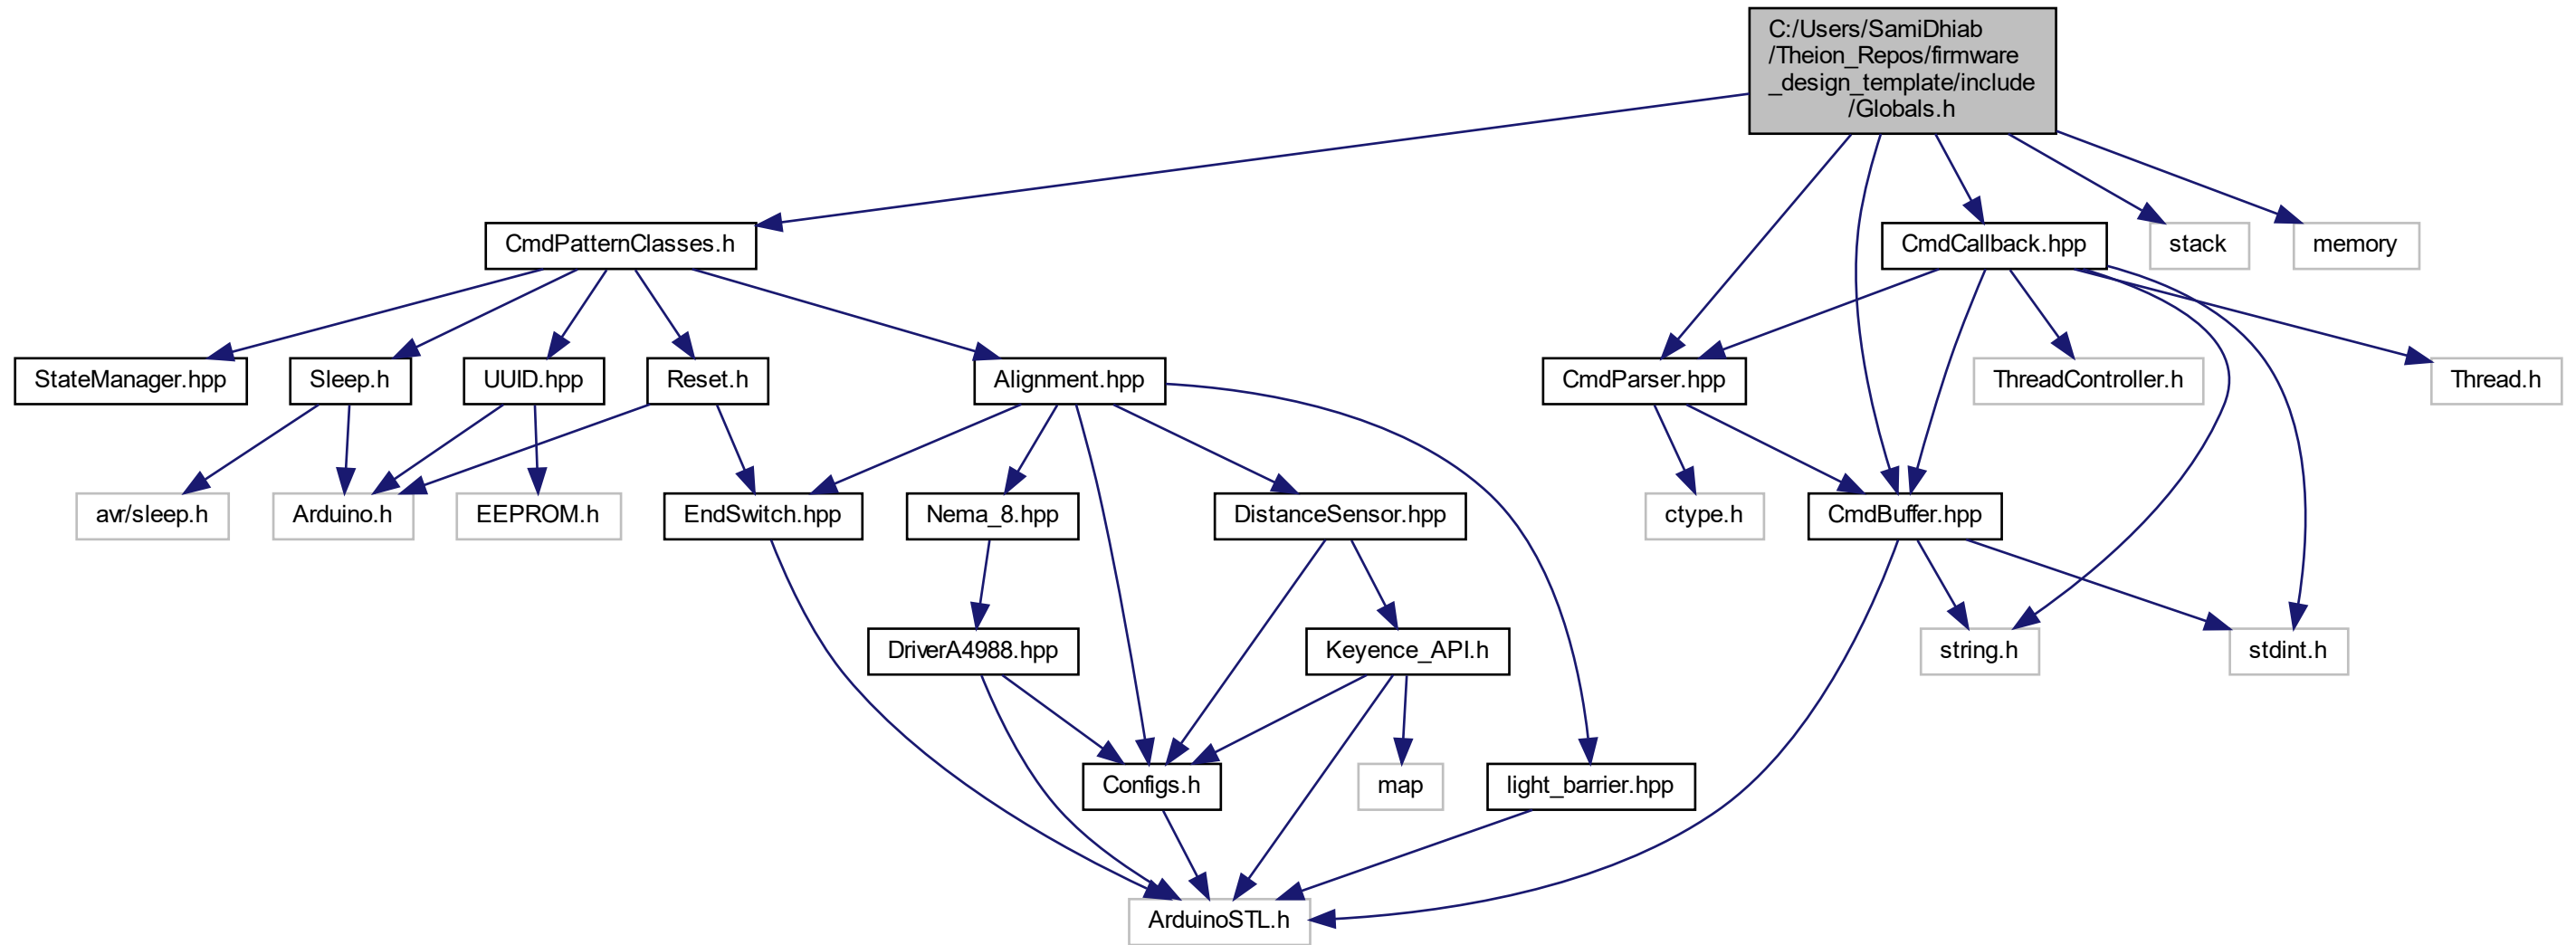 C:/Users/SamiDhiab
/Theion_Repos/firmware
_design_template/include
/Globals.h
CmdPatternClasses.h
CmdCallback.hpp
stack
memory
StateManager.hpp
Sleep.h
UUID.hpp
Reset.h
Alignment.hpp
CmdParser.hpp
ThreadController.h
Thread.h
avr/sleep.h
Arduino.h
EEPROM.h
EndSwitch.hpp
Nema_8.hpp
DistanceSensor.hpp
ctype.h
CmdBuffer.hpp
DriverA4988.hpp
Keyence_API.h
string.h
stdint.h
Configs.h
map
light_barrier.hpp
ArduinoSTL.h